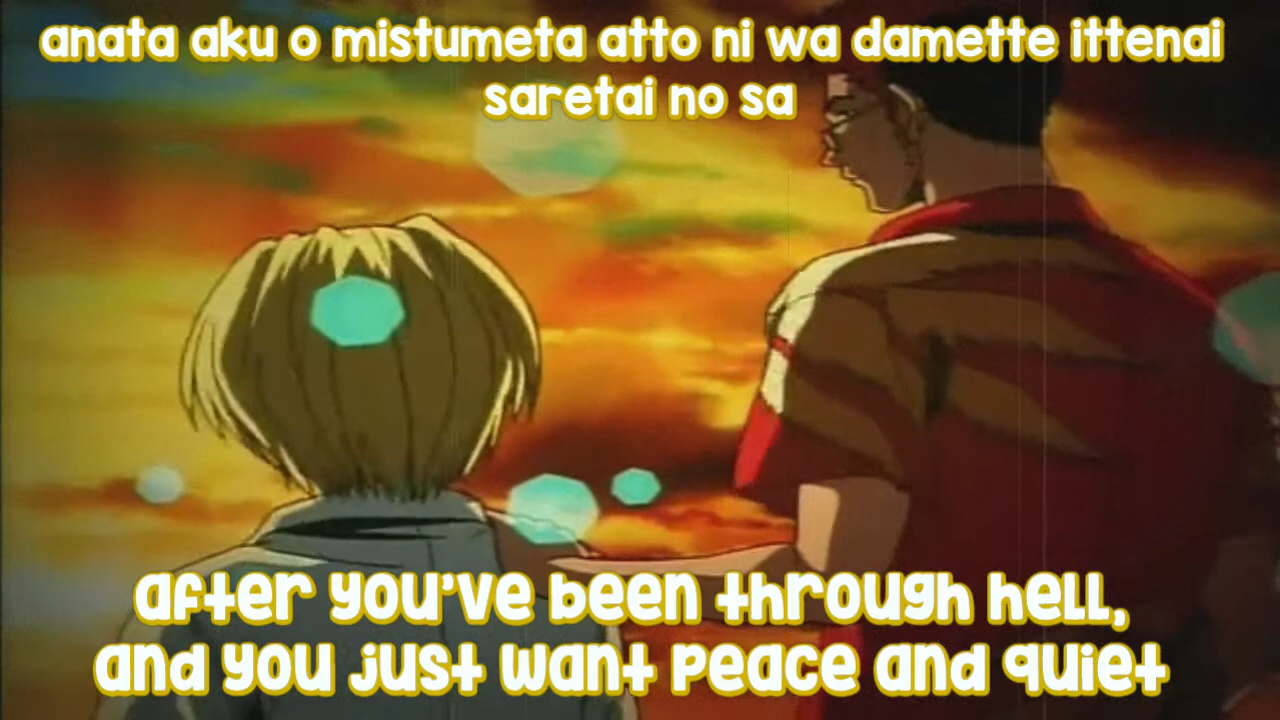 anata aku o mistumeta atto ni wa damette ittenai
saretai no sa
after you've been through hell,
and you just want peace and quiet